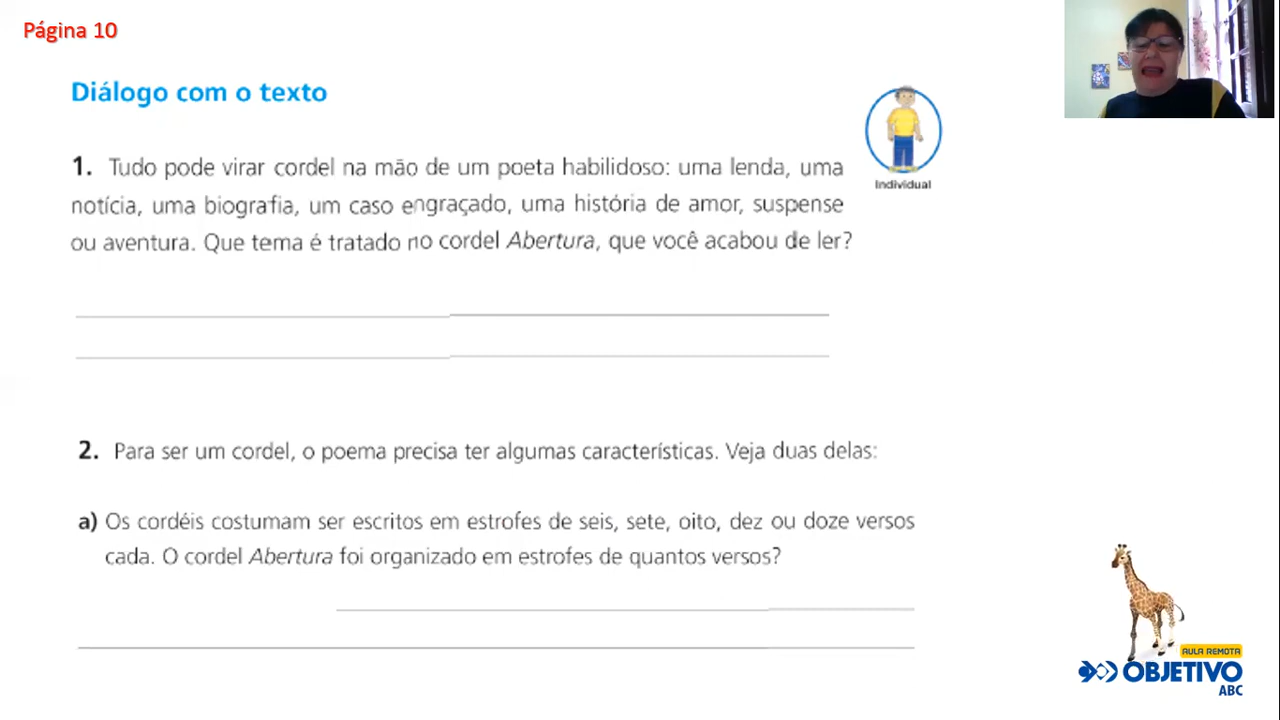 Página 10
Diálogo com o texto
1. Tudo pode virar cordel na mão de um poeta habilidoso: uma lenda, uma
notícia, uma biografia, um caso engraçado, uma história de amor, suspense
ou aventura. Que tema é tratado no cordel Abertura, que você acabou de ler?
Individual
2. Para ser um cordel, o poema precisa ter algumas características. Veja duas delas:
a) Os cordéis costumam ser escritos em estrofes de seis, sete, oito, dez ou doze versos
cada. O cordel Abertura foi organizado em estrofes de quantos versos?
AULA REMOTA
OBJETIVO
ABC